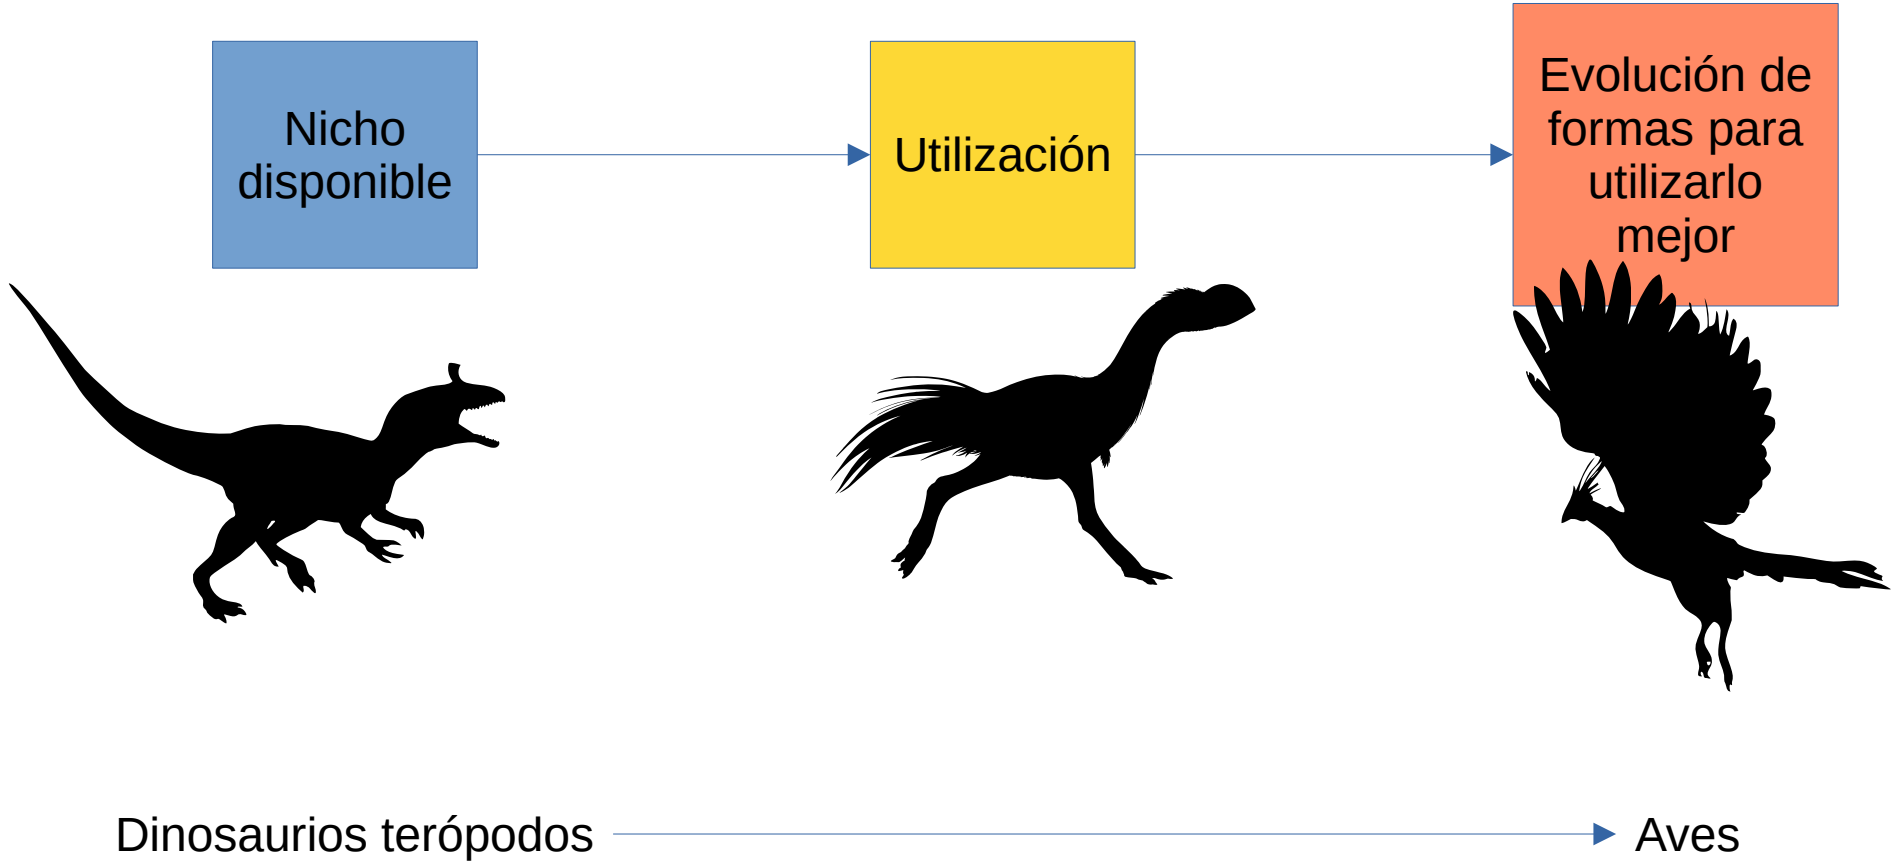 Nicho
disponible
Utilización
Evolución de
formas para
utilizarlo
mejor
Dinosaurios terópodos
Aves